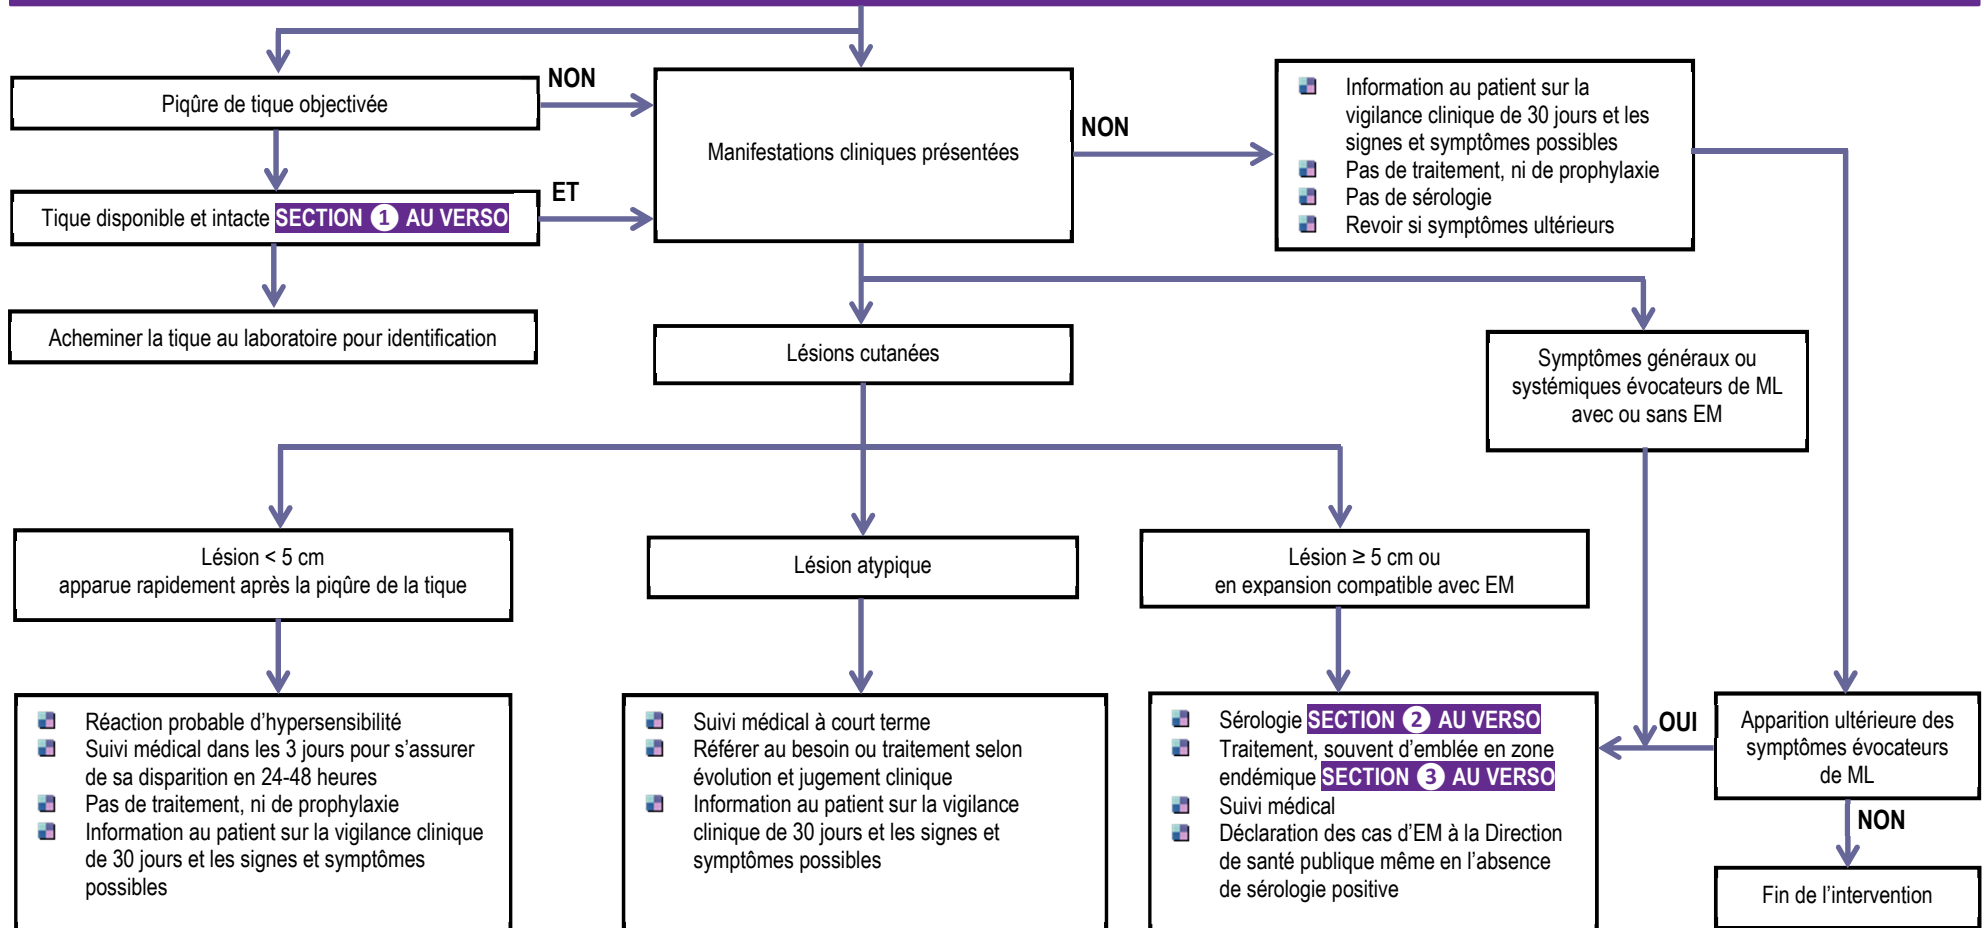 Piqûre de tique objectivée
NON
Tique disponible et intacte SECTION 1 AU VERSO
ET
Acheminer la tique au laboratoire pour identification
Manifestations cliniques présentées
NON
Information au patient sur la
vigilance clinique de 30 jours et les
signes et symptômes possibles
Pas de traitement, ni de prophylaxie
Pas de sérologie
Revoir si symptômes ultérieurs
Lésions cutanées
Symptômes généraux ou
systémiques évocateurs de ML
avec ou sans EM
Lésion < 5 cm
apparue rapidement après la piqûre de la tique
Lésion atypique
Lésion ≥ 5 cm ou
en expansion compatible avec EM
Réaction probable d’hypersensibilité
Suivi médical dans les 3 jours pour s’assurer
de sa disparition en 24-48 heures
Pas de traitement, ni de prophylaxie
Information au patient sur la vigilance clinique
de 30 jours et les signes et symptômes
possibles
Suivi médical à court terme
Référer au besoin ou traitement selon
évolution et jugement clinique
Information au patient sur la vigilance
clinique de 30 jours et les signes et
symptômes possibles
Sérologie SECTION 2 AU VERSO
Traitement, souvent d’emblée en zone
endémique SECTION 3 AU VERSO
Suivi médical
Déclaration des cas d’EM à la Direction
de santé publique même en l’absence
de sérologie positive
OUI
Apparition ultérieure des
symptômes évocateurs
de ML
NON
Fin de l’intervention